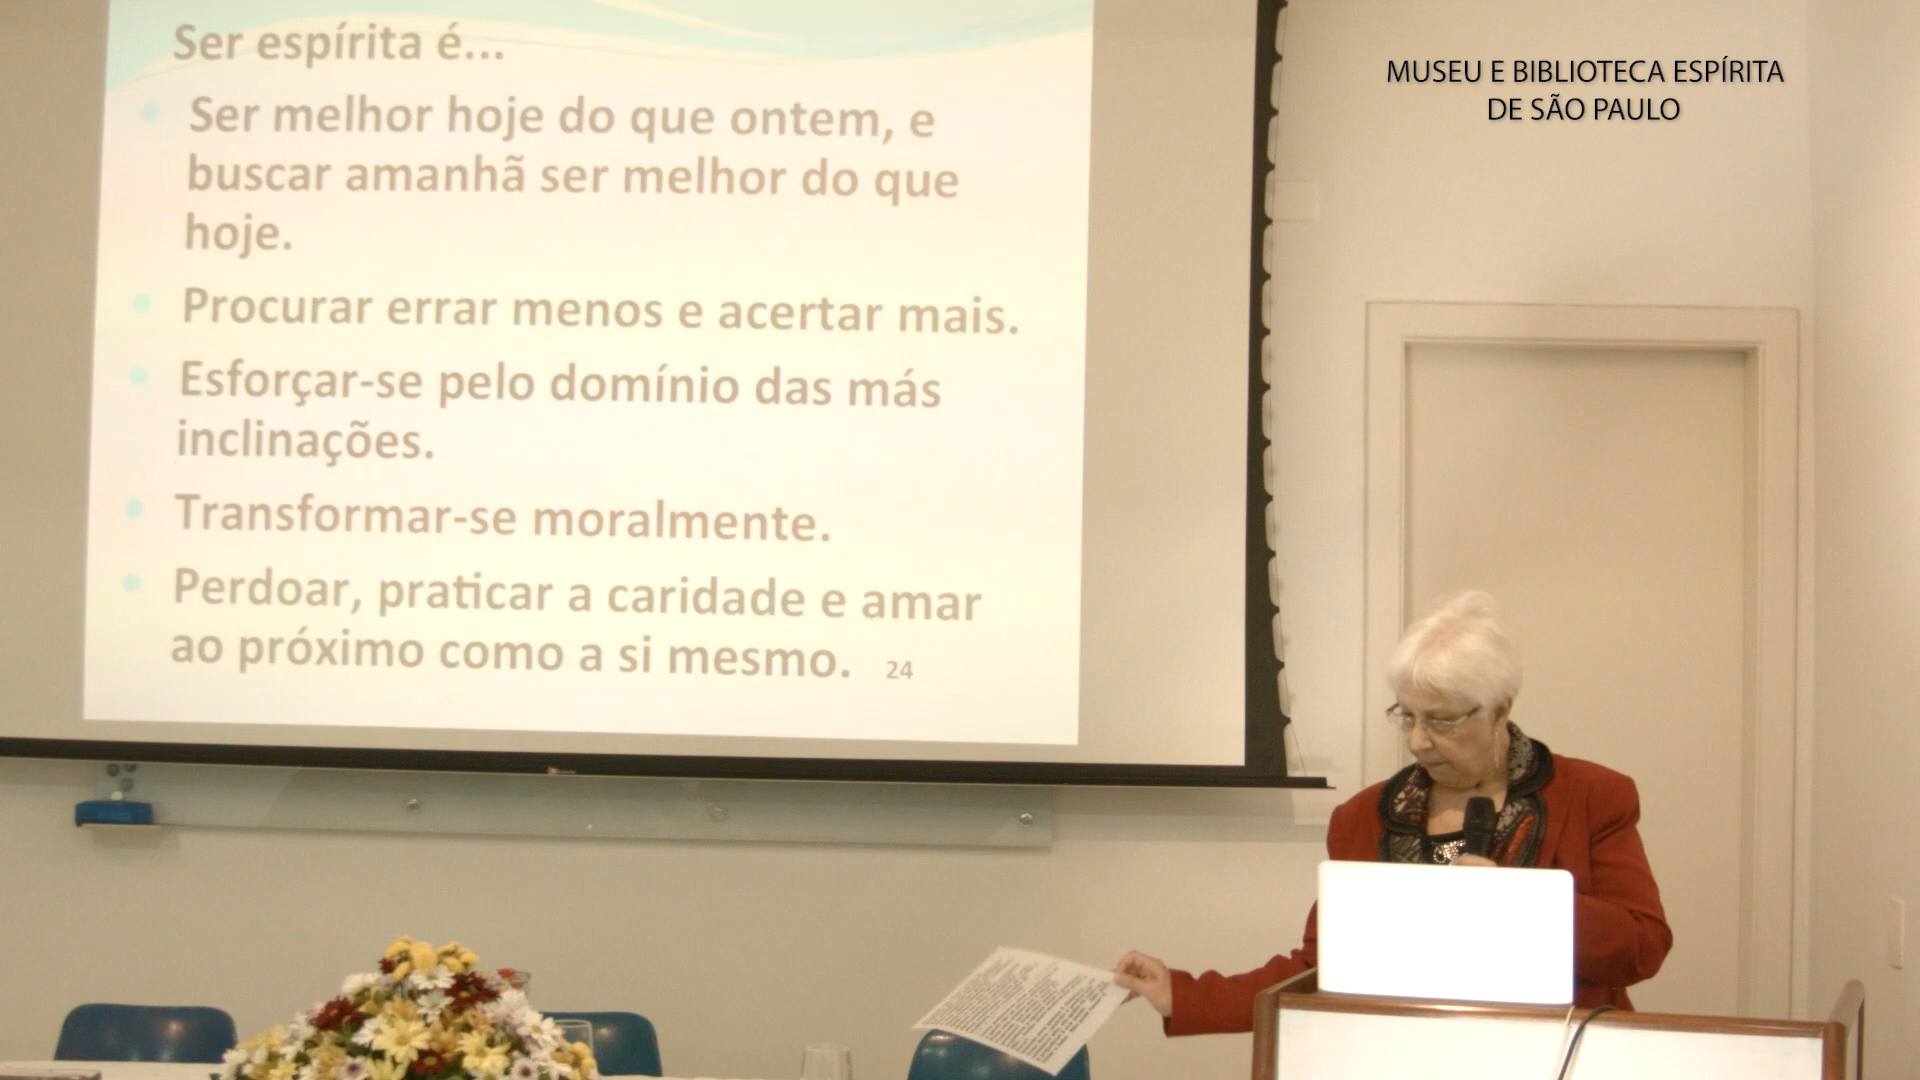 Ser espírita é...
Ser melhor hoje do que ontem, e
buscar amanhã ser melhor do que
hoje.
Procurar errar menos e acertar mais.
Esforçar-se pelo domínio das más
inclinações.
Transformar-se moralmente.
Perdoar, praticar a caridade e amar
ao próximo como a si mesmo. 24
MUSEU E BIBLIOTECA ESPÍRITA
DE SÃO PAULO